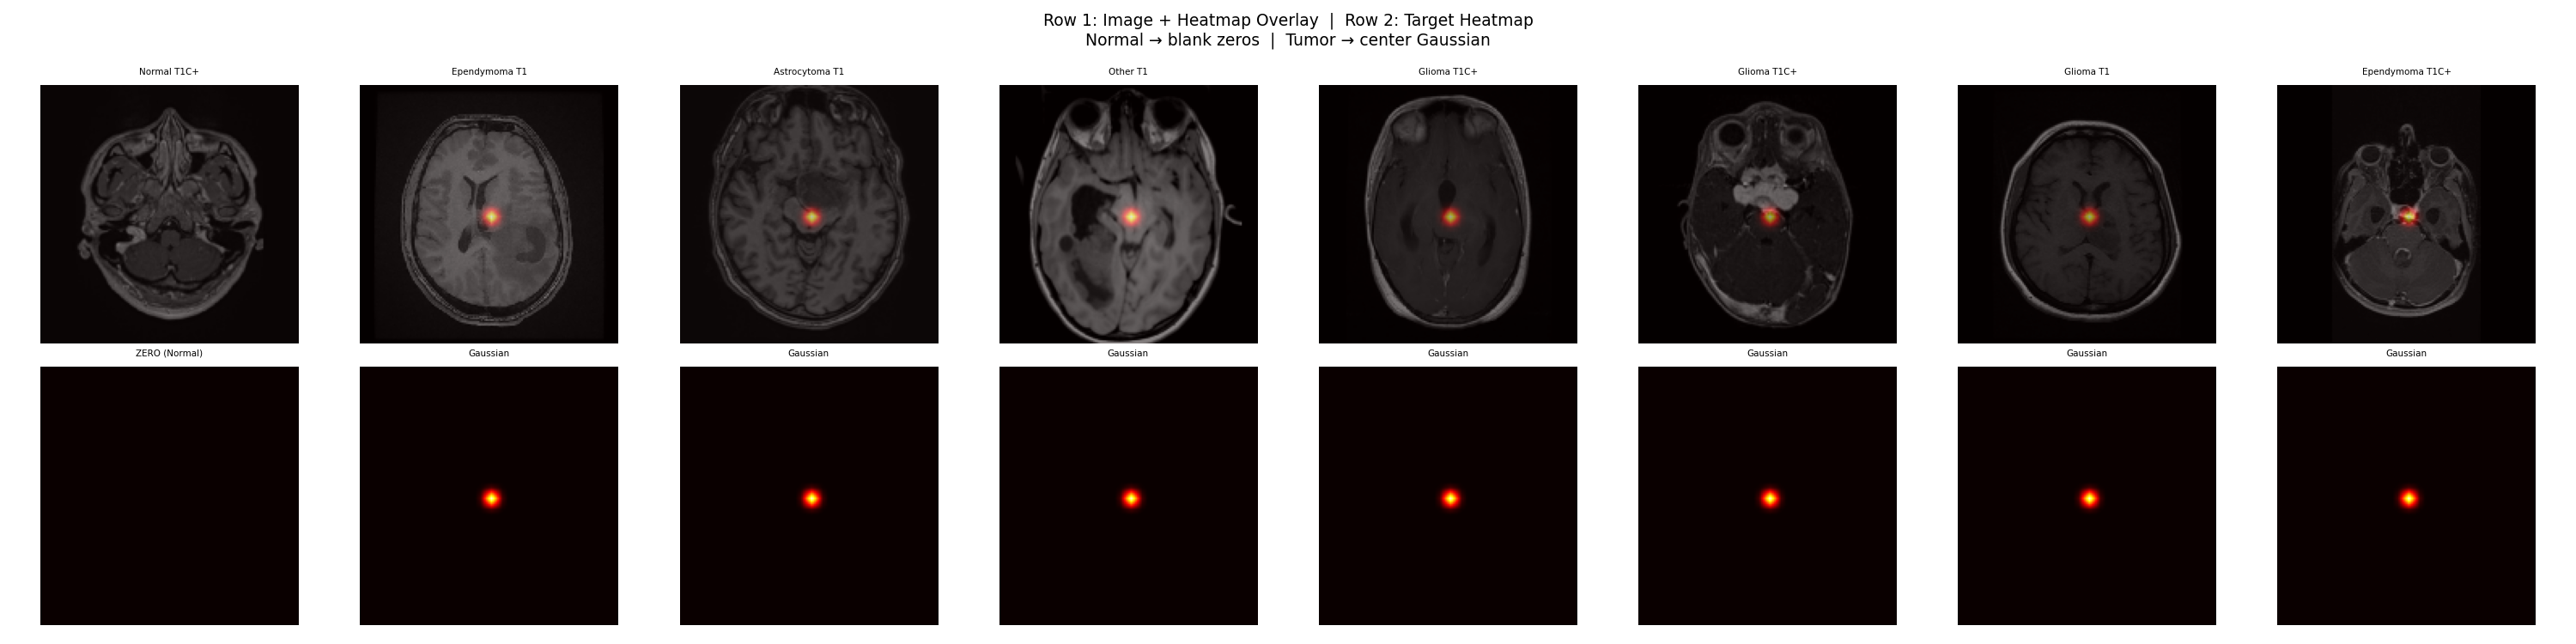 Row 1: Image + Heatmap Overlay | Row 2: Target Heatmap
Normal → blank zeros | Tumor → center Gaussian
Normal T1C+
Ependymoma T1
Astrocytoma T1
Other T1
Glioma T1C+
Glioma T1C+
Glioma T1
Ependymoma T1C+
ZERO (Normal)
Gaussian
Gaussian
Gaussian
Gaussian
Gaussian
Gaussian
Gaussian